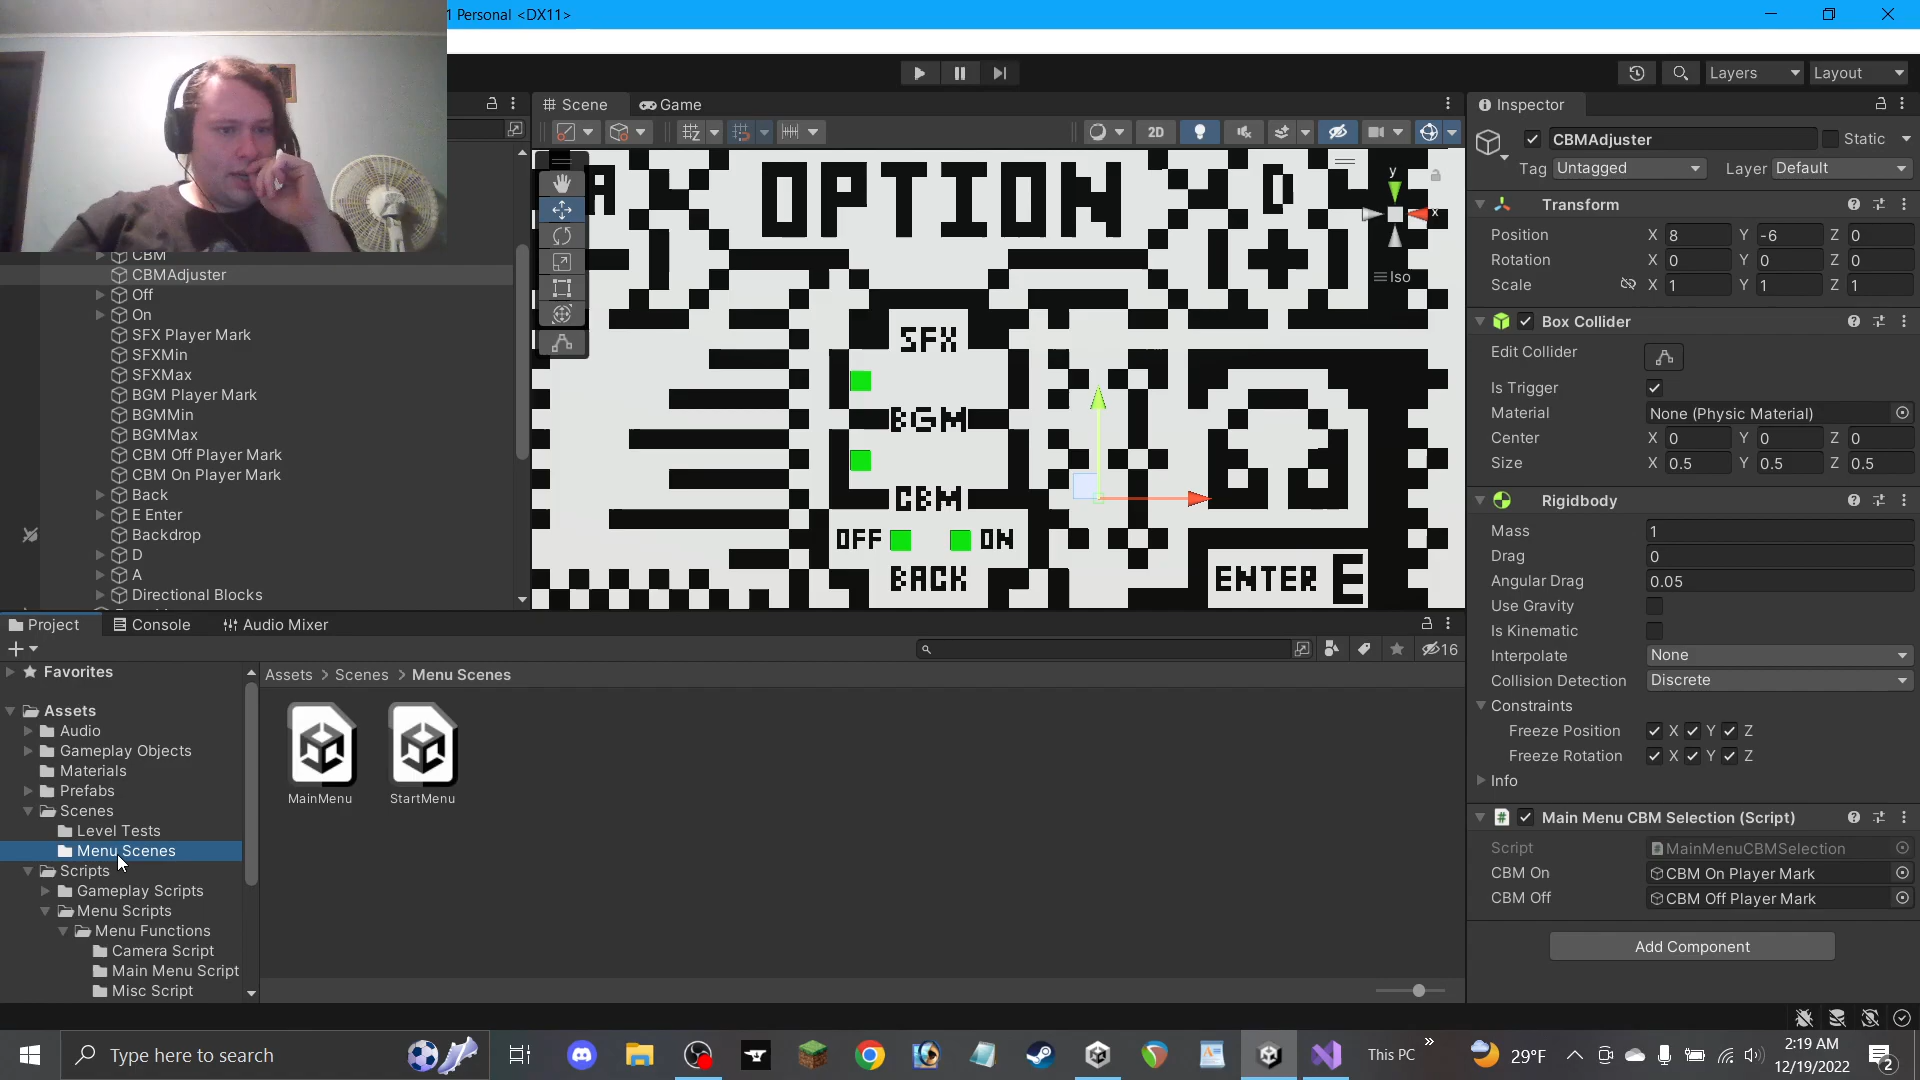 1 Personal <DX11>
Layers
Layout
Scene
Game
Inspector
2D
CBMAdjuster
Static
Tag Untagged
Layer Default
Transform
Position X 8 Y -6 Z 0
Rotation X 0 Y 0 Z 0
Scale X 1 Y 1 Z 1
Box Collider
Edit Collider
Is Trigger
Material None (Physic Material)
Center X 0 Y 0 Z 0
Size X 0.5 Y 0.5 Z 0.5
Rigidbody
Mass 1
Drag 0
Angular Drag 0.05
Use Gravity
Is Kinematic
Interpolate None
Collision Detection Discrete
Constraints
Freeze Position X Y Z
Freeze Rotation X Y Z
Info
Main Menu CBM Selection (Script)
Script MainMenuCBMSelection
CBM On CBM On Player Mark
CBM Off CBM Off Player Mark
Add Component
A OPTION D
y
x
Iso
SFX
BGM
CBM
OFF ON
BACK
ENTER E
CBM
CBMAdjuster
Off
On
SFX Player Mark
SFXMin
SFXMax
BGM Player Mark
BGMMin
BGMMax
CBM Off Player Mark
CBM On Player Mark
Back
E Enter
Backdrop
D
A
Directional Blocks
Project
Console
Audio Mixer
16
Favorites
Assets
Audio
Gameplay Objects
Materials
Prefabs
Scenes
Level Tests
Menu Scenes
Scripts
Gameplay Scripts
Menu Scripts
Menu Functions
Camera Script
Main Menu Script
Misc Script
Assets > Scenes > Menu Scenes
MainMenu
StartMenu
Type here to search
This PC
29°F
2:19 AM
12/19/2022
2